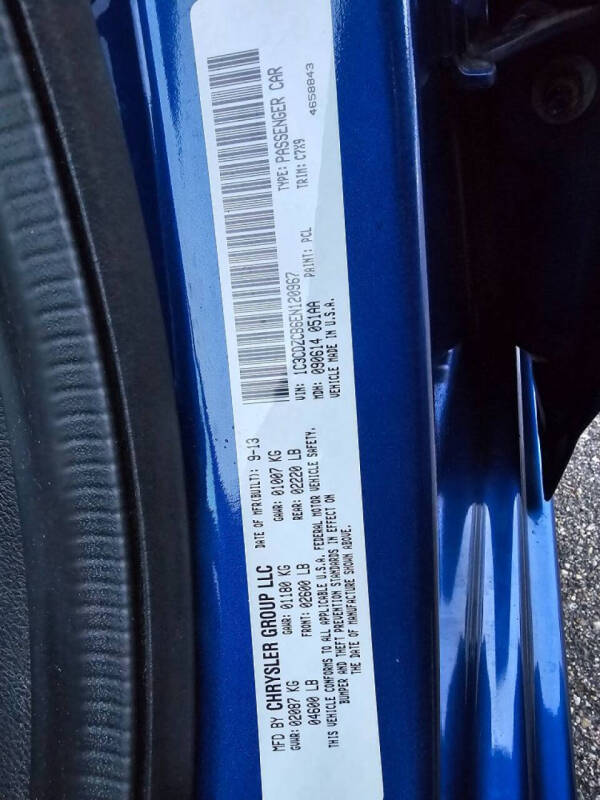 MFD BY CHRYSLER GROUP LLC DATE OF MFR(BUILT): 9-13
GVWR: 02087 KG GAWR: 01180 KG GAWR: 01007 KG
04600 LB FRONT: 02600 LB REAR: 02220 LB
THIS VEHICLE CONFORMS TO ALL APPLICABLE U.S.A. FEDERAL MOTOR VEHICLE SAFETY,
BUMPER AND THEFT PREVENTION STANDARDS IN EFFECT ON
THE DATE OF MANUFACTURE SHOWN ABOVE.
VIN: 1C3CDZCB6EN120967 TYPE: PASSENGER CAR
MDH: 090614 051AA PAINT: PCL TRIM: C7X9
VEHICLE MADE IN U.S.A. 4658843